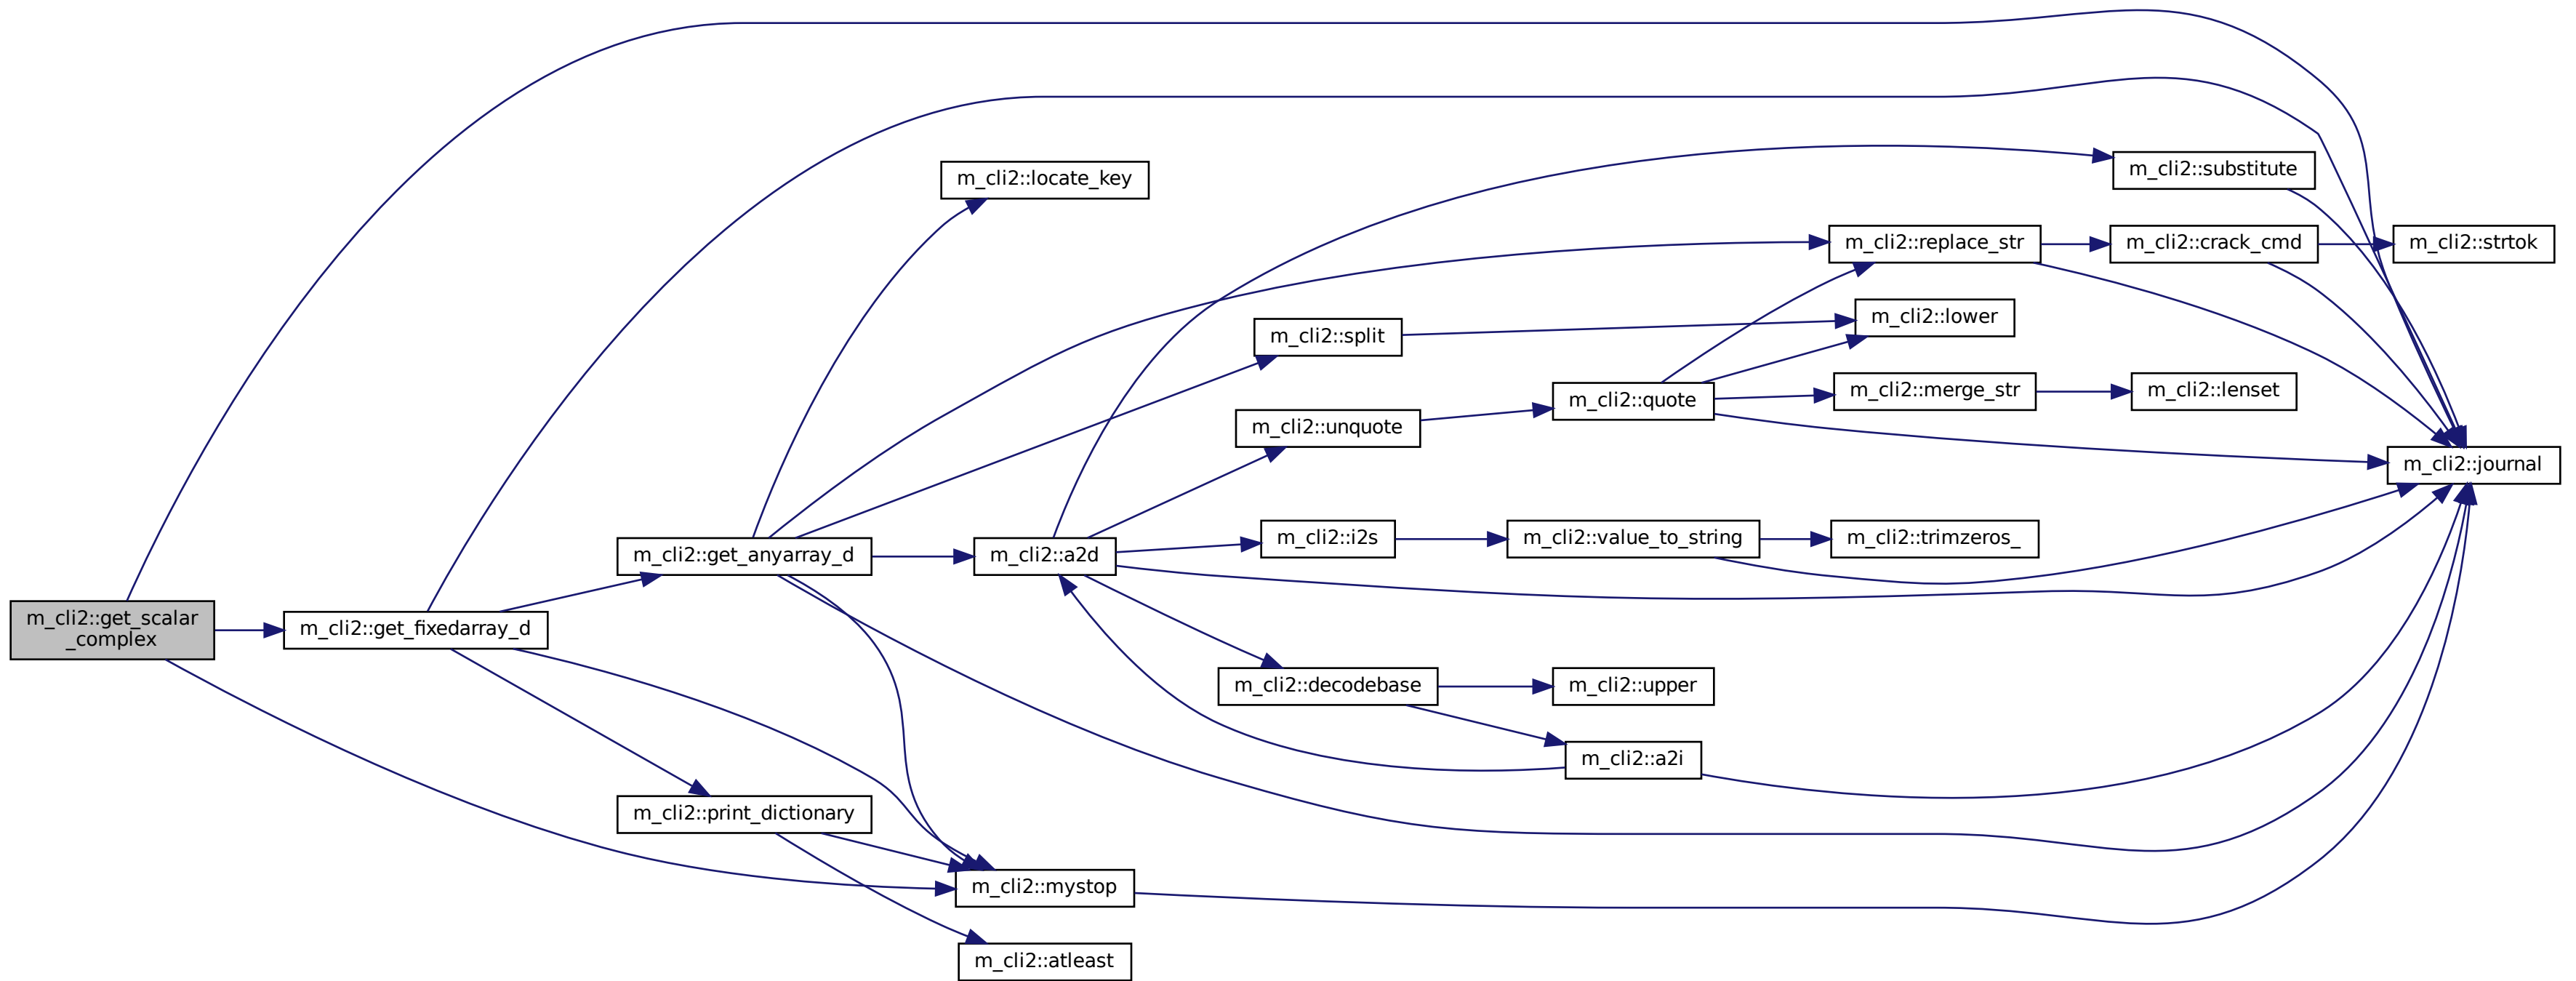 m_cli2::get_scalar
_complex
m_cli2::get_fixedarray_d
m_cli2::get_anyarray_d
m_cli2::print_dictionary
m_cli2::locate_key
m_cli2::a2d
m_cli2::mystop
m_cli2::atleast
m_cli2::split
m_cli2::unquote
m_cli2::i2s
m_cli2::decodebase
m_cli2::quote
m_cli2::value_to_string
m_cli2::upper
m_cli2::a2i
m_cli2::replace_str
m_cli2::lower
m_cli2::merge_str
m_cli2::trimzeros_
m_cli2::substitute
m_cli2::crack_cmd
m_cli2::lenset
m_cli2::strtok
m_cli2::journal